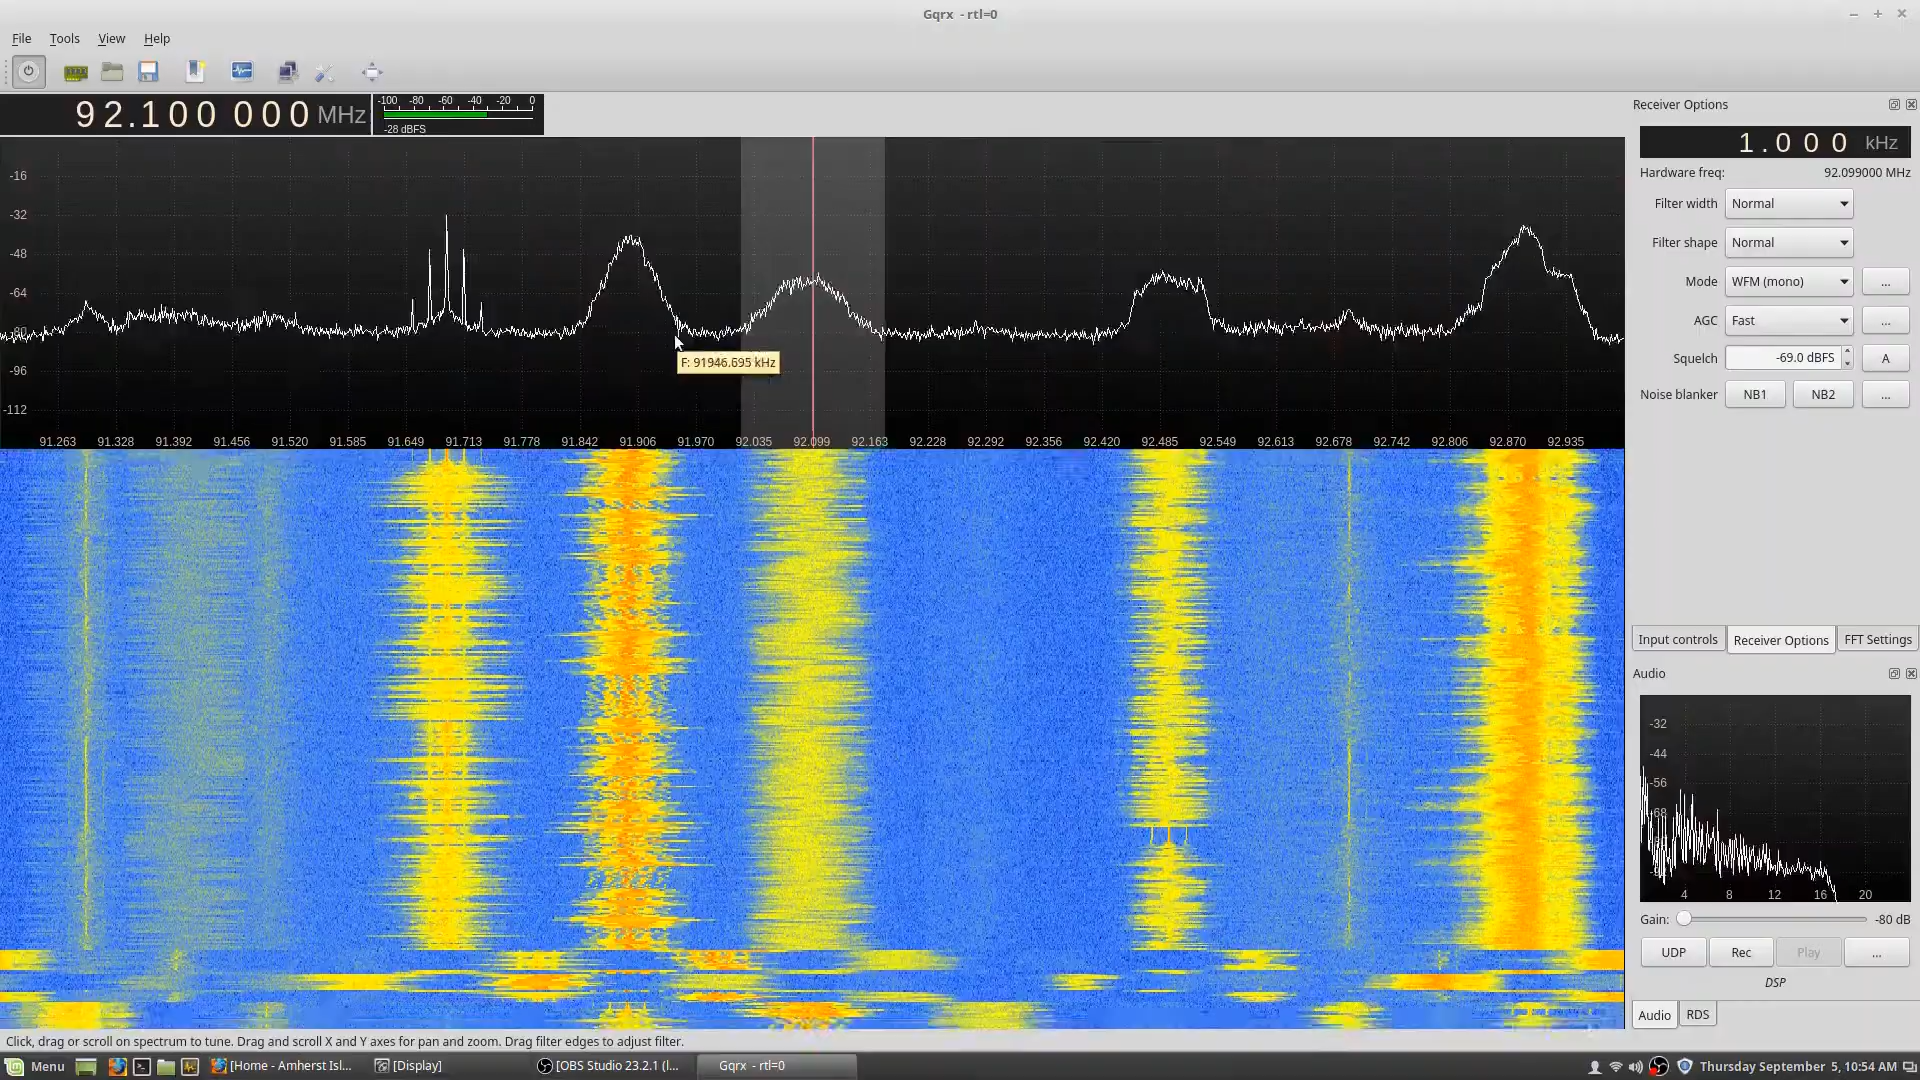 Gqrx - rtl=0
File Tools View Help
92.100 000 MHz
-100 -80 -60 -40 -20 0
-28 dBFS
-16
-32
-48
-64
-80
-96
-112
F: 91946.695 kHz
91.263 91.328 91.392 91.456 91.520 91.585 91.649 91.713 91.778 91.842 91.906 91.970 92.035 92.099 92.163 92.228 92.292 92.356 92.420 92.485 92.549 92.613 92.678 92.742 92.806 92.870 92.935
Receiver Options
1.000 kHz
Hardware freq: 92.099000 MHz
Filter width Normal
Filter shape Normal
Mode WFM (mono) ...
AGC Fast ...
Squelch -69.0 dBFS A
Noise blanker NB1 NB2 ...
Input controls Receiver Options FFT Settings
Audio
-32
-44
-56
-68
4 8 12 16 20
Gain: -80 dB
UDP Rec Play ...
DSP
Audio RDS
Click, drag or scroll on spectrum to tune. Drag and scroll X and Y axes for pan and zoom. Drag filter edges to adjust filter.
Menu [Home - Amherst Isl... [Display] [OBS Studio 23.2.1 (l... Gqrx - rtl=0 Thursday September 5, 10:54 AM